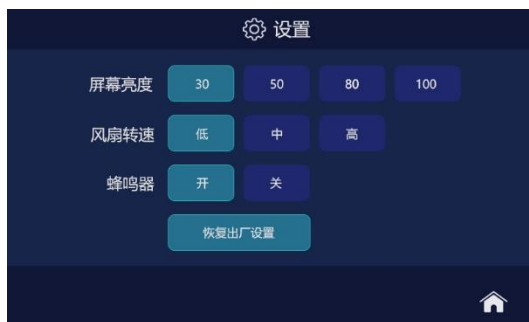 设置
屏幕亮度 30 50 80 100
风扇转速 低 中 高
蜂鸣器 开 关
恢复出厂设置